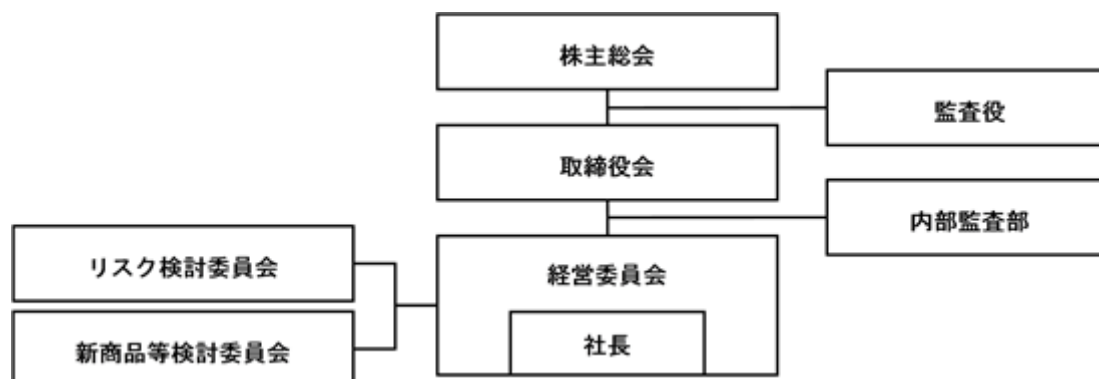 株主総会
監査役
取締役会
内部監査部
リスク検討委員会
経営委員会
社長
新商品等検討委員会